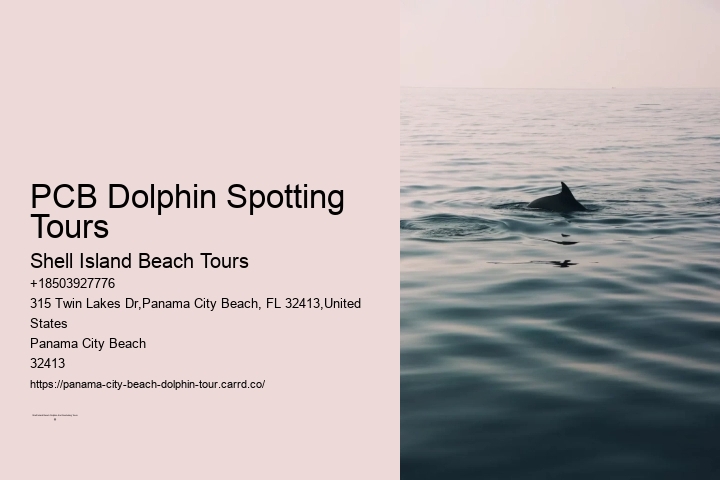 PCB Dolphin Spotting
Tours
Shell Island Beach Tours
+18503927776
315 Twin Lakes Dr,Panama City Beach, FL 32413,United
States
Panama City Beach
32413
https://panama-city-beach-dolphin-tour.carrd.co/